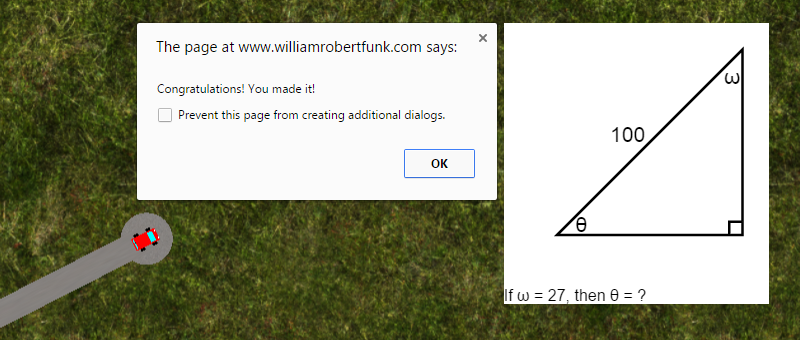 The page at www.williamrobertfunk.com says:
Congratulations! You made it!
Prevent this page from creating additional dialogs.
OK
ω
100
θ
If ω = 27, then θ = ?